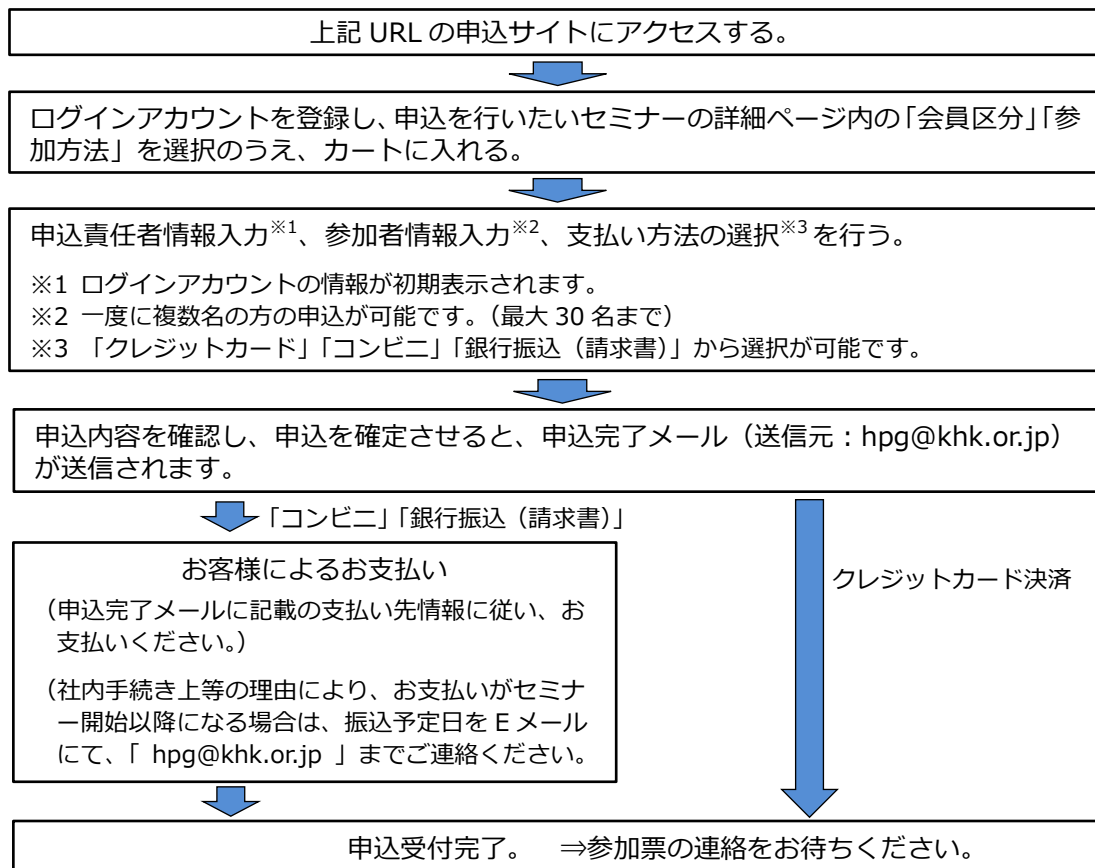 上記 URL の申込サイトにアクセスする。
ログインアカウントを登録し、申込を行いたいセミナーの詳細ページ内の「会員区分」「参
加方法」を選択のうえ、カートに入れる。
申込責任者情報入力※1、参加者情報入力※2、支払い方法の選択※3 を行う。
※1 ログインアカウントの情報が初期表示されます。
※2 一度に複数名の方の申込が可能です。（最大 30 名まで）
※3 「クレジットカード」「コンビニ」「銀行振込（請求書）」から選択が可能です。
申込内容を確認し、申込を確定させると、申込完了メール（送信元：hpg@khk.or.jp）
が送信されます。
「コンビニ」「銀行振込（請求書）」
お客様によるお支払い
（申込完了メールに記載の支払い先情報に従い、お
支払いください。）
（社内手続き上等の理由により、お支払いがセミナ
ー開始以降になる場合は、振込予定日を E メール
にて、「 hpg@khk.or.jp 」までご連絡ください。
クレジットカード決済
申込受付完了。 ⇒参加票の連絡をお待ちください。